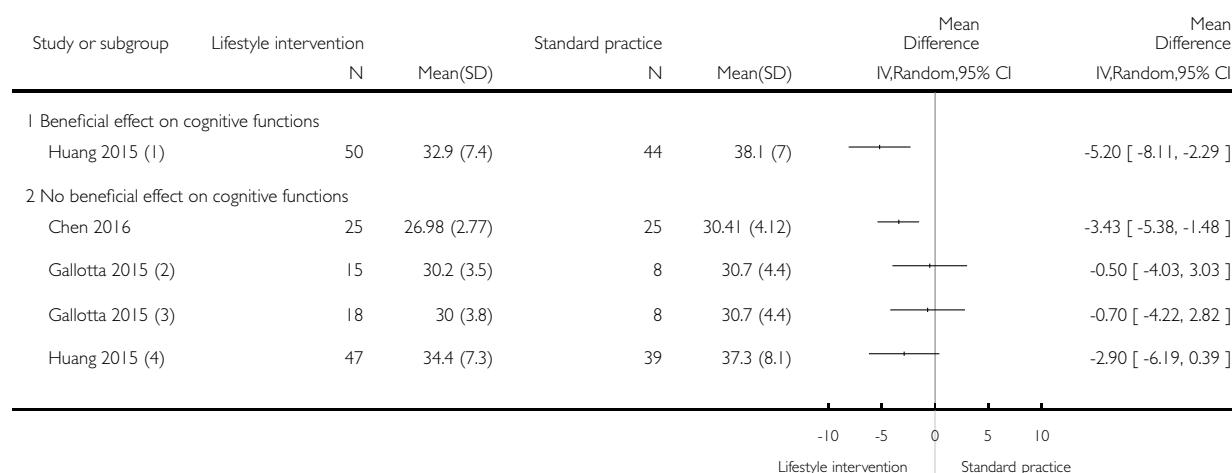 Mean Mean
Study or subgroup Lifestyle intervention Standard practice Difference Difference
N Mean(SD) N Mean(SD) IV,Random,95% CI IV,Random,95% CI
1 Beneficial effect on cognitive functions
Huang 2015 (1) 50 32.9 (7.4) 44 38.1 (7) -5.20 [ -8.11, -2.29 ]
2 No beneficial effect on cognitive functions
Chen 2016 25 26.98 (2.77) 25 30.41 (4.12) -3.43 [ -5.38, -1.48 ]
Gallotta 2015 (2) 15 30.2 (3.5) 8 30.7 (4.4) -0.50 [ -4.03, 3.03 ]
Gallotta 2015 (3) 18 30 (3.8) 8 30.7 (4.4) -0.70 [ -4.22, 2.82 ]
Huang 2015 (4) 47 34.4 (7.3) 39 37.3 (8.1) -2.90 [ -6.19, 0.39 ]
-10 -5 0 5 10
Lifestyle intervention Standard practice